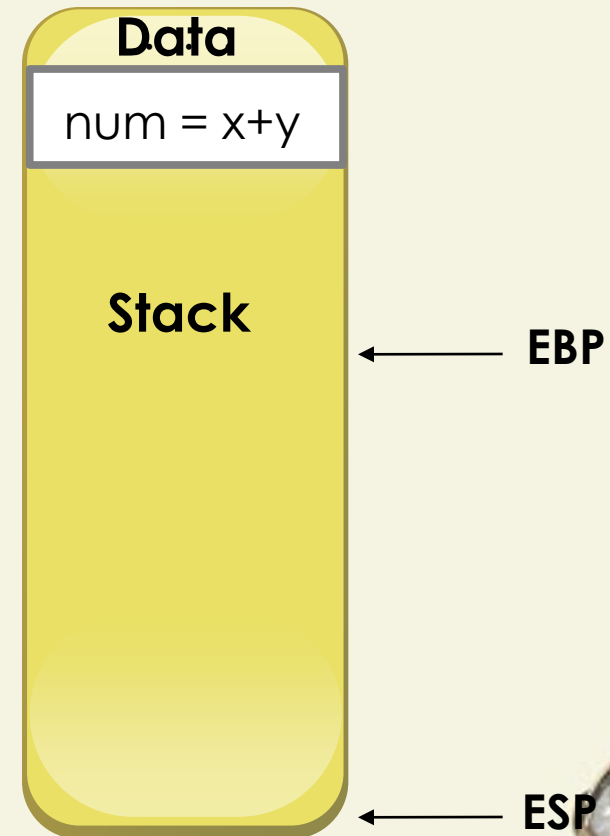 Data
num = x+y
Stack
EBP
ESP